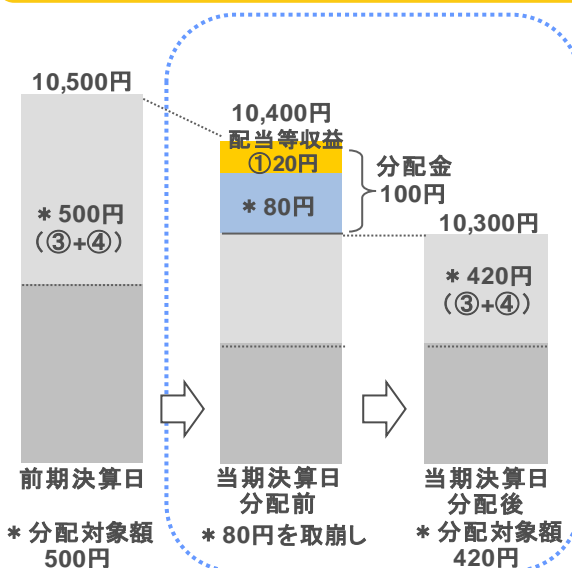 10,500円
10,400円
配当等収益
①20円
分配金
100円
10,300円
＊500円
（③+④）
＊80円
＊420円
（③+④）
前期決算日
当期決算日
分配前
当期決算日
分配後
＊分配対象額
500円
＊80円を取崩し
＊分配対象額
420円